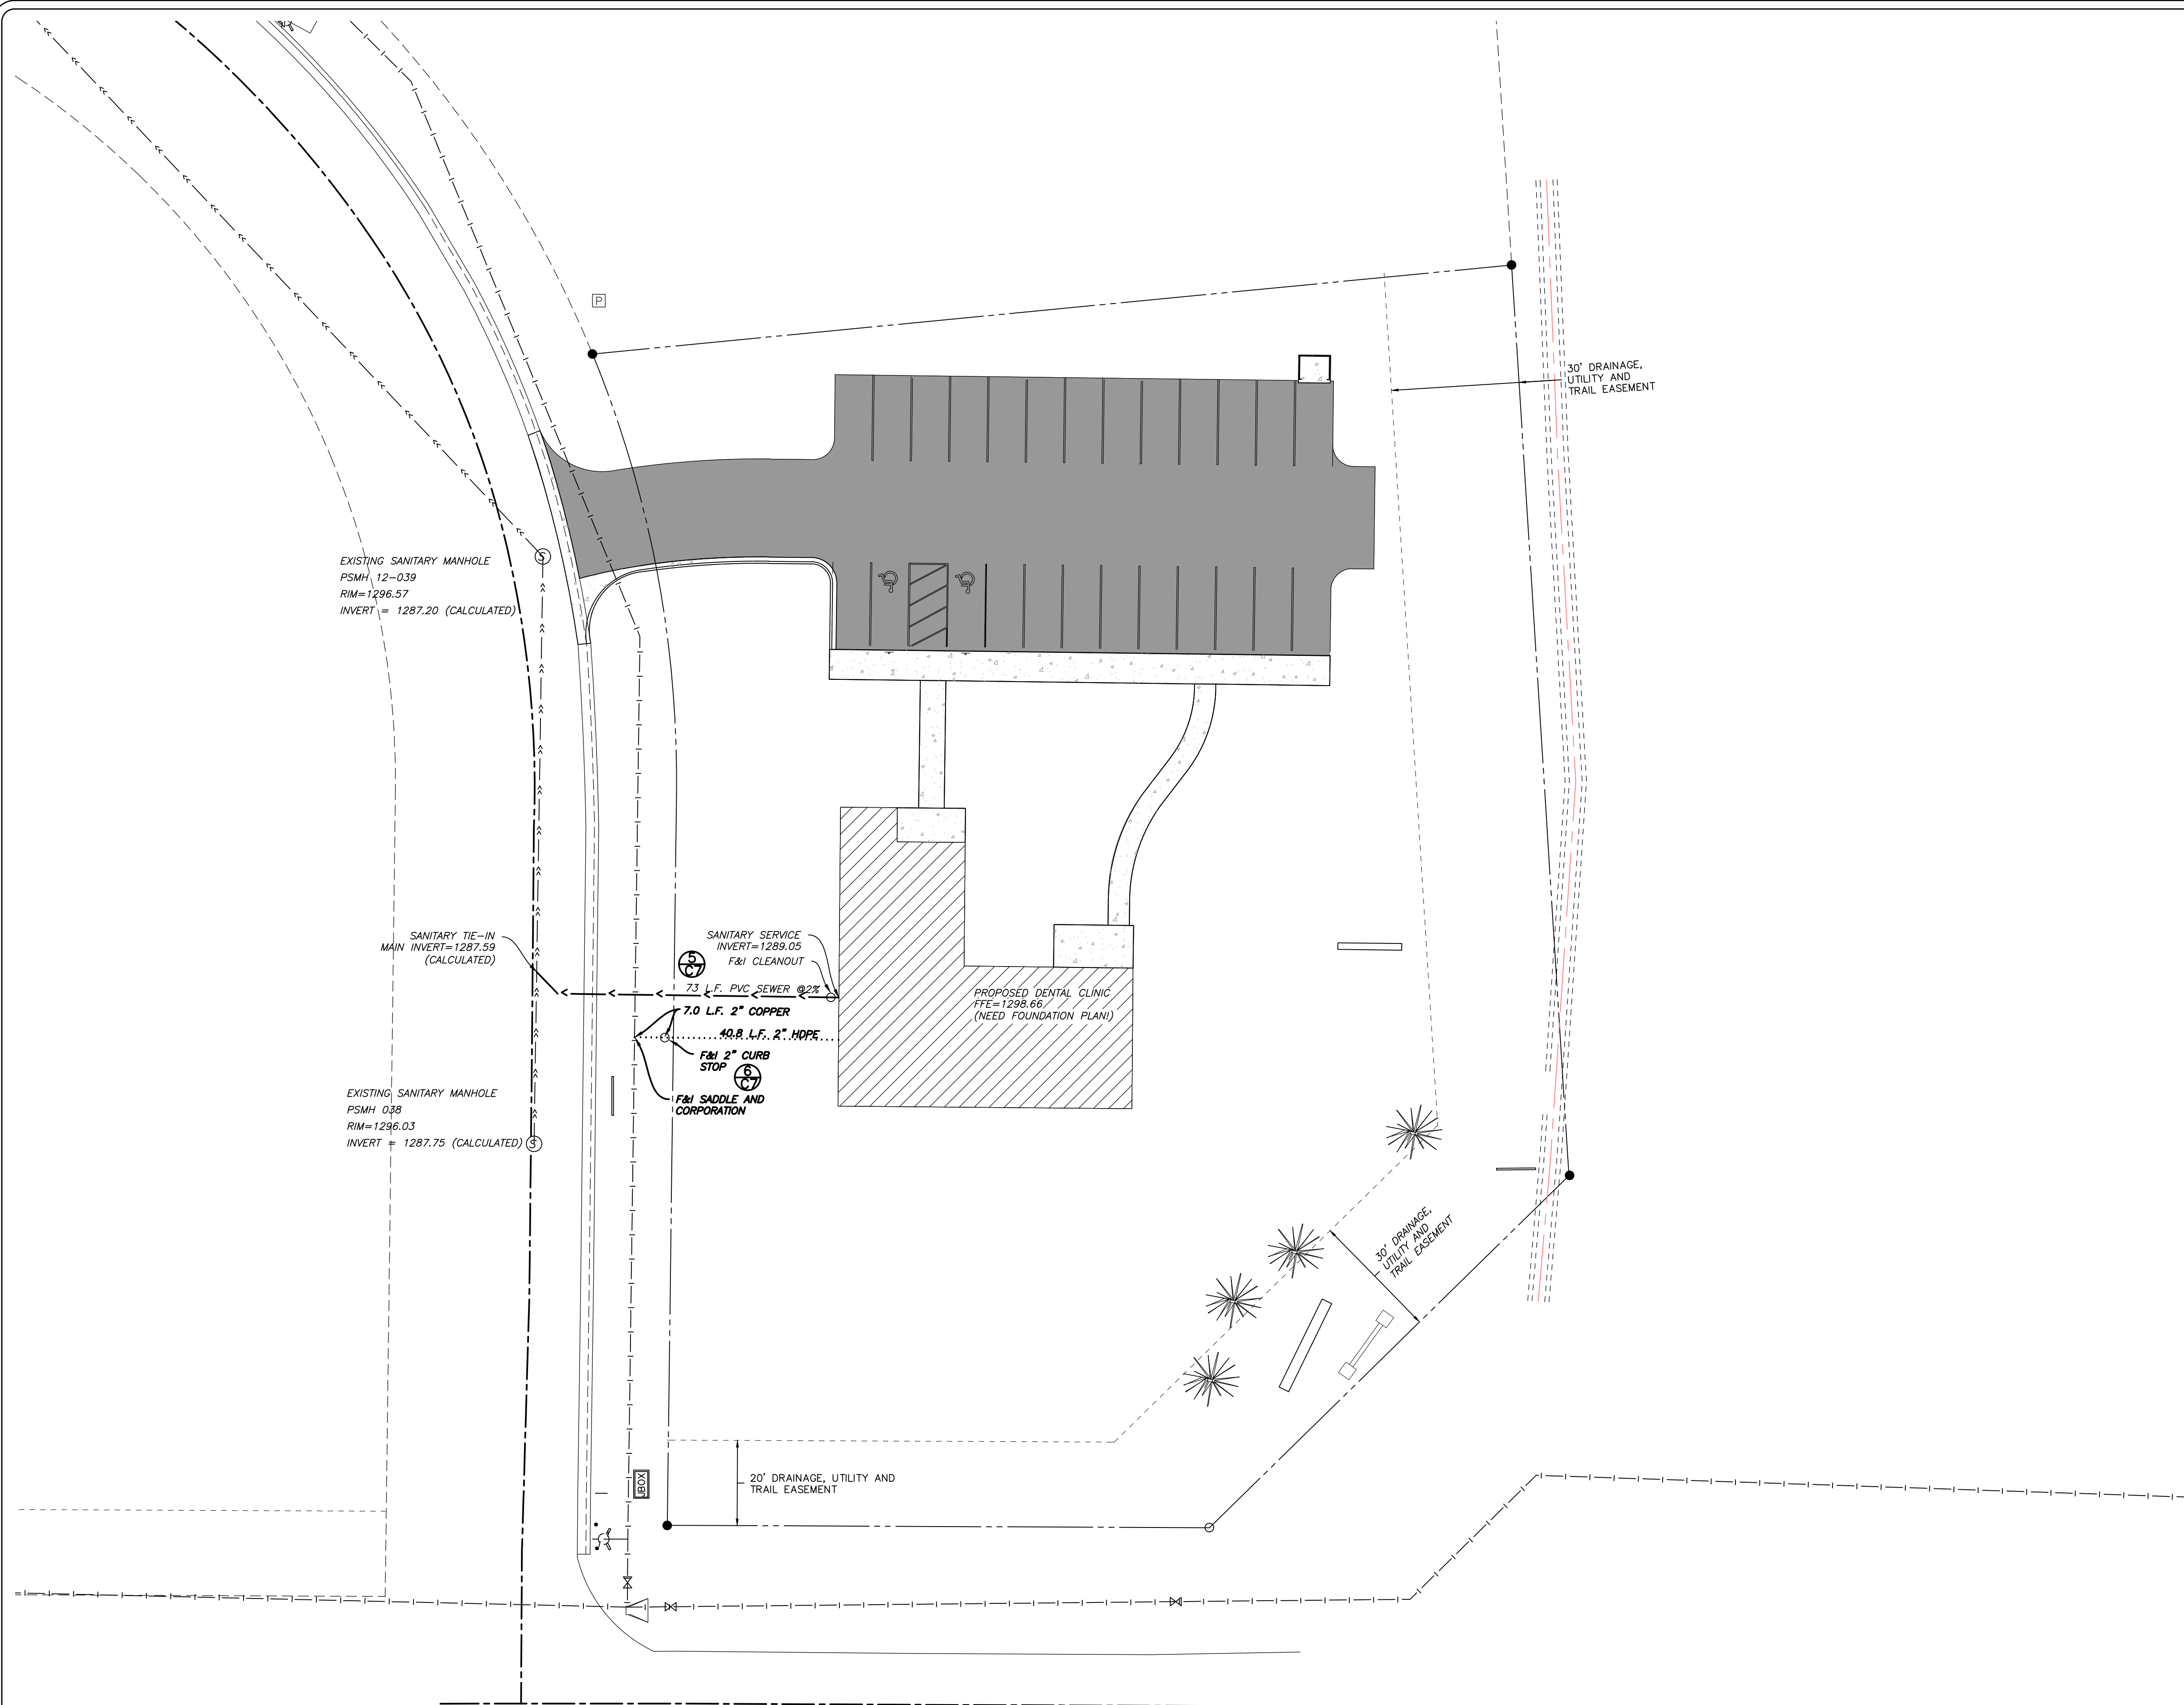 P
30' DRAINAGE,
UTILITY AND
TRAIL EASEMENT
S
EXISTING SANITARY MANHOLE
PSMH 12-039
RIM=1296.57
INVERT = 1287.20 (CALCULATED)
SANITARY TIE-IN
MAIN INVERT=1287.59
(CALCULATED)
SANITARY SERVICE
INVERT=1289.05
F&I CLEANOUT
5
C7
73 L.F. PVC SEWER @2%
7.0 L.F. 2" COPPER
40.8 L.F. 2" HDPE
F&I 2" CURB
STOP
6
C7
F&I SADDLE AND
CORPORATION
PROPOSED DENTAL CLINIC
FFE=1298.66
(NEED FOUNDATION PLAN!)
EXISTING SANITARY MANHOLE
PSMH 038
RIM=1296.03
INVERT = 1287.75 (CALCULATED)
S
30' DRAINAGE,
UTILITY AND
TRAIL EASEMENT
20' DRAINAGE, UTILITY AND
TRAIL EASEMENT
JBOX